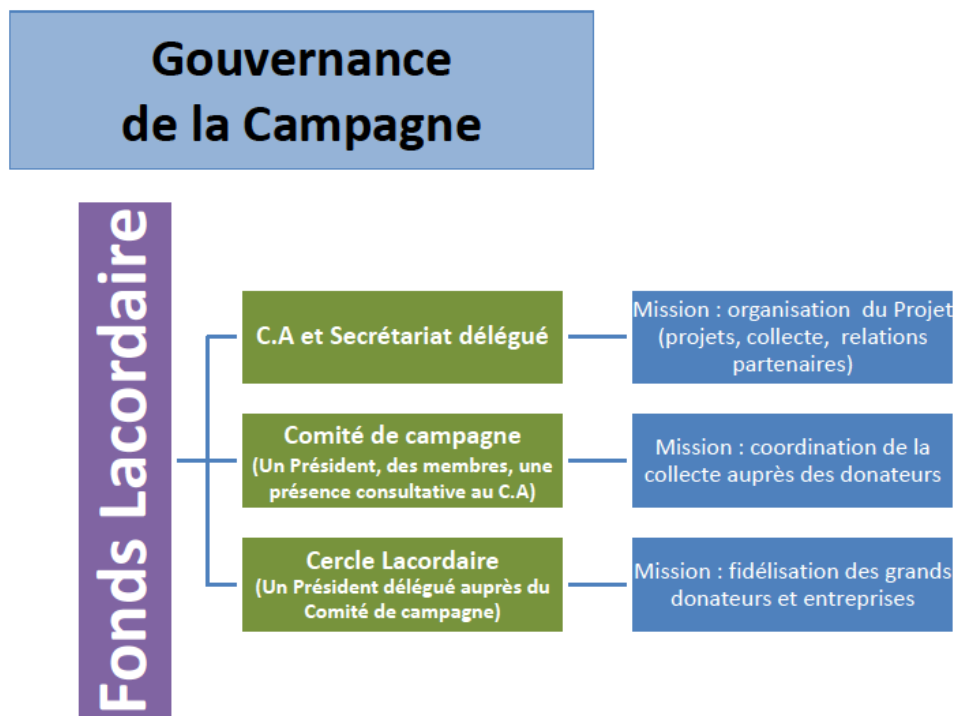 Gouvernance
de la Campagne
Fonds Lacordaire
C.A et Secrétariat délégué
Mission : organisation du Projet
(projets, collecte, relations
partenaires)
Comité de campagne
(Un Président, des membres, une
présence consultative au C.A)
Mission : coordination de la
collecte auprès des donateurs
Cercle Lacordaire
(Un Président délégué auprès du
Comité de campagne)
Mission : fidélisation des grands
donateurs et entreprises